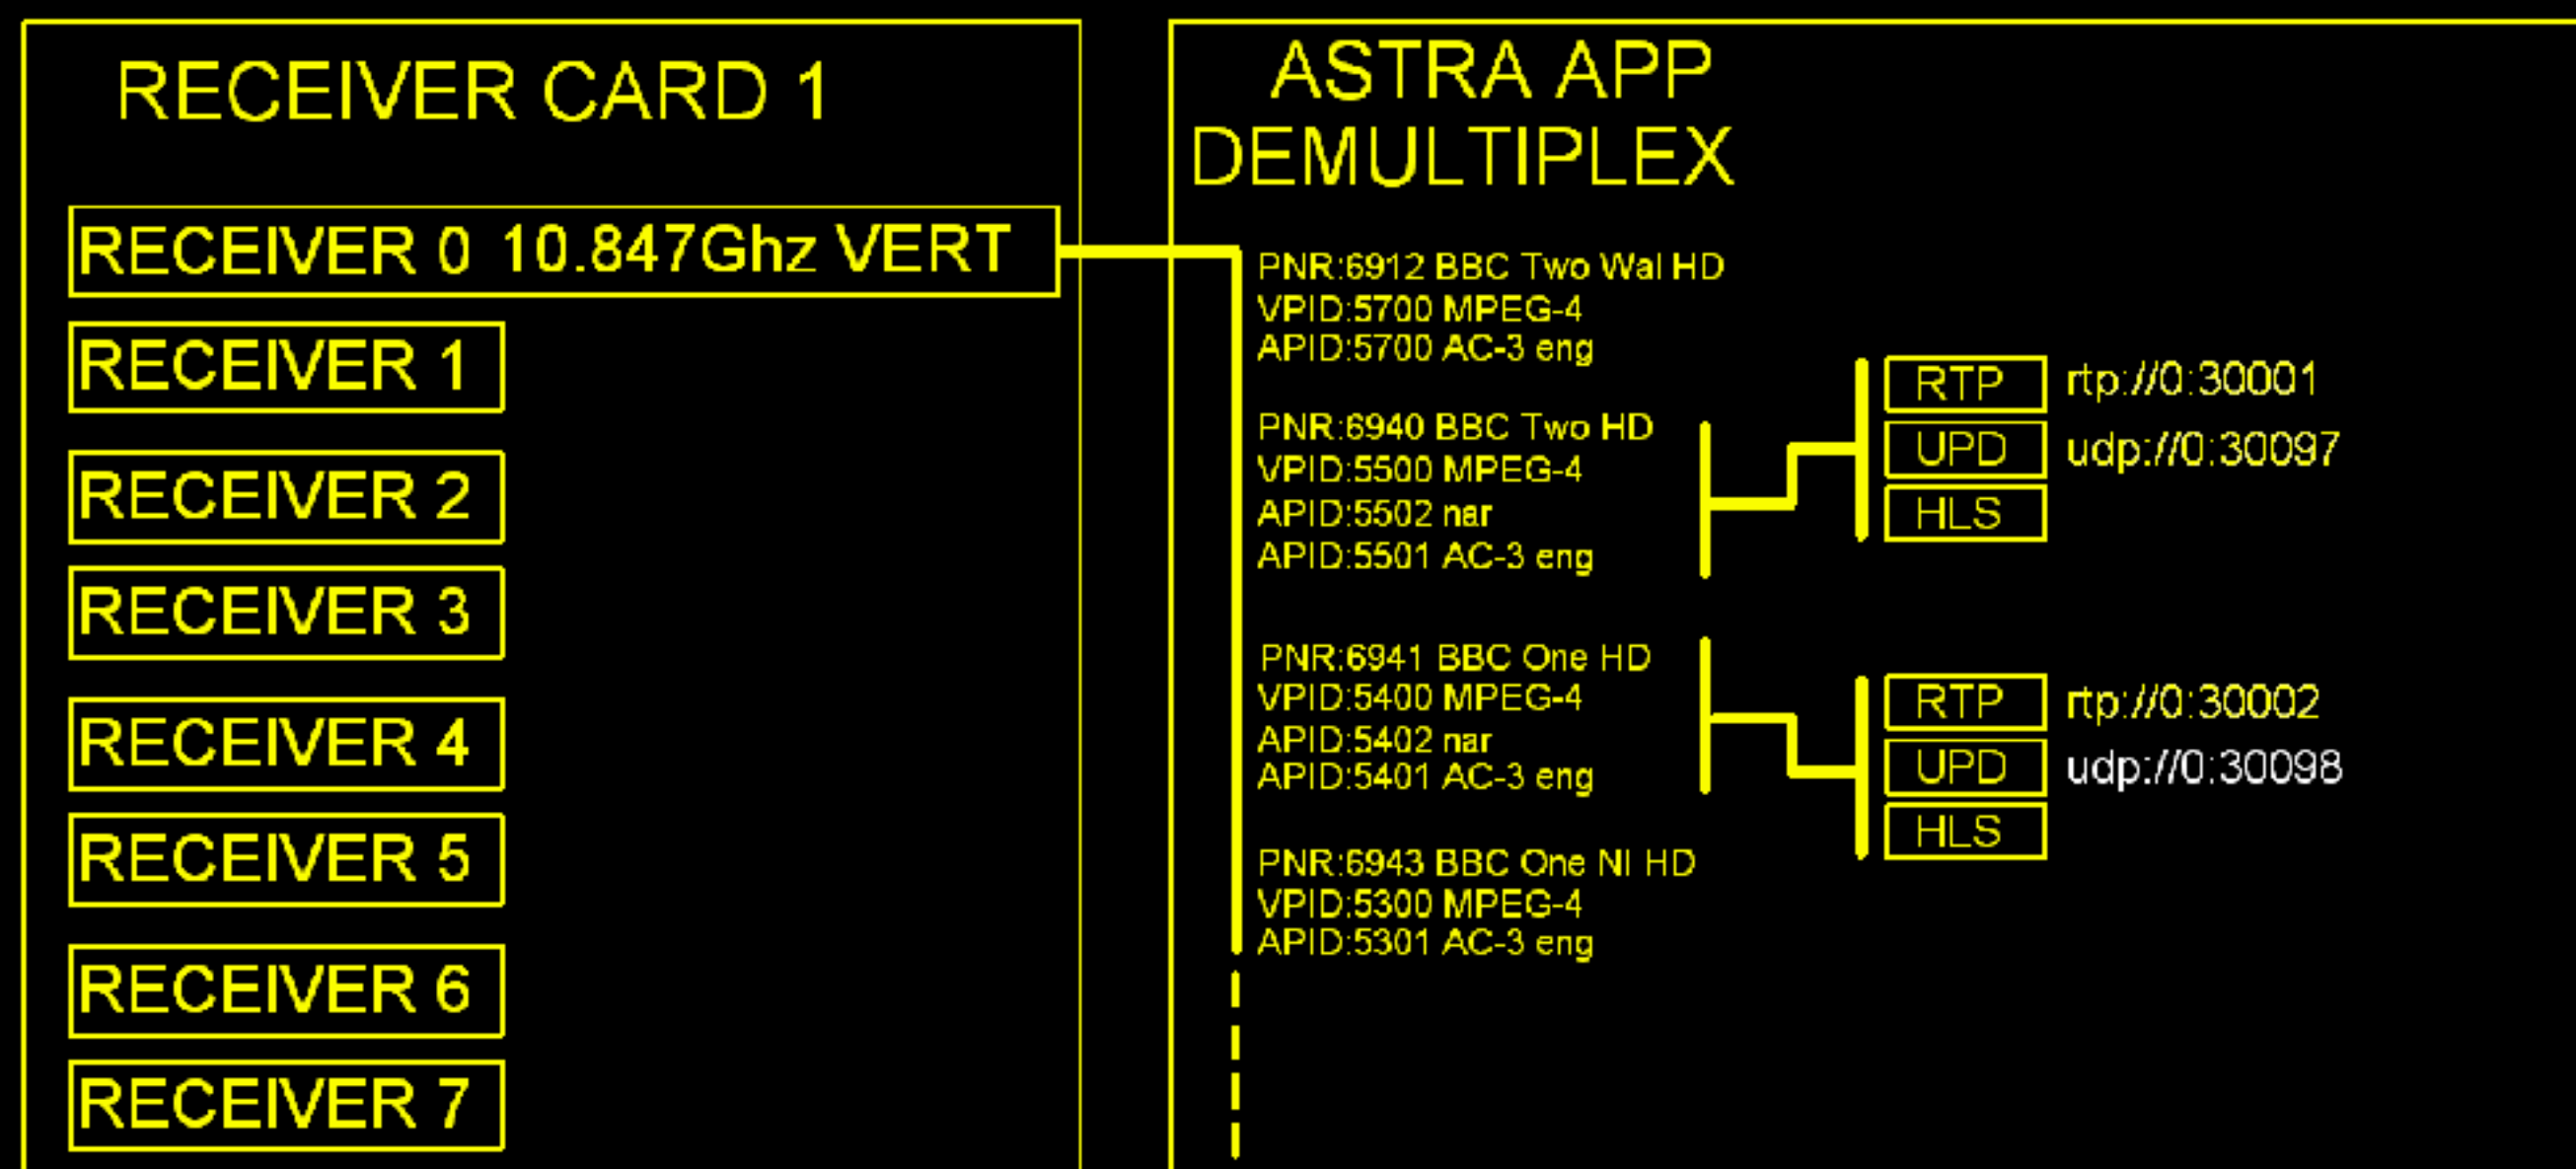 RECEIVER CARD 1
RECEIVER 0 10.847Ghz VERT
RECEIVER 1
RECEIVER 2
RECEIVER 3
RECEIVER 4
RECEIVER 5
RECEIVER 6
RECEIVER 7
ASTRA APP
DEMULTIPLEX
PNR:6912 BBC Two Wal HD
VPID:5700 MPEG-4
APID:5700 AC-3 eng
PNR:6940 BBC Two HD
VPID:5500 MPEG-4
APID:5502 nar
APID:5501 AC-3 eng
RTP rtp://0:30001
UPD udp://0:30097
HLS
PNR:6941 BBC One HD
VPID:5400 MPEG-4
APID:5402 nar
APID:5401 AC-3 eng
RTP rtp://0:30002
UPD udp://0:30098
HLS
PNR:6943 BBC One NI HD
VPID:5300 MPEG-4
APID:5301 AC-3 eng